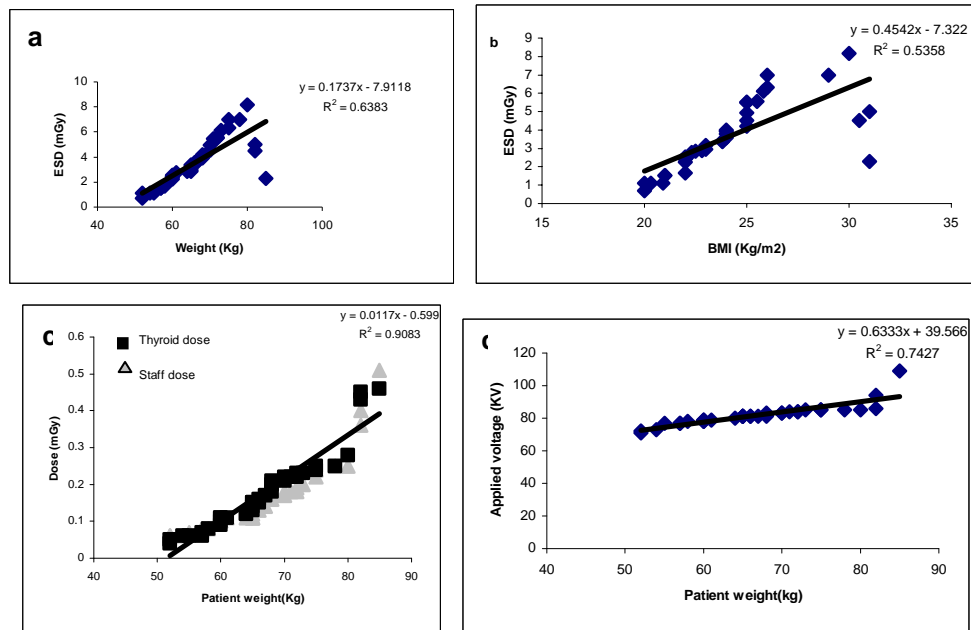 a
y = 0.1737x - 7.9118
R² = 0.6383
ESD (mGy)
10
8
6
4
2
0
40 60 80 100
Weight (Kg)
b
y = 0.4542x - 7.322
R² = 0.5358
ESD (mGy)
9
8
7
6
5
4
3
2
1
0
15 20 25 30 35
BMI (Kg/m2)
c
y = 0.0117x - 0.599
R² = 0.9083
Thyroid dose
Staff dose
Dose (mGy)
0.6
0.5
0.4
0.3
0.2
0.1
0
40 50 60 70 80 90
Patient weight(Kg)
y = 0.6333x + 39.566
R² = 0.7427
Applied voltage (KV)
120
100
80
60
40
20
0
40 50 60 70 80 90
Patient weight(kg)